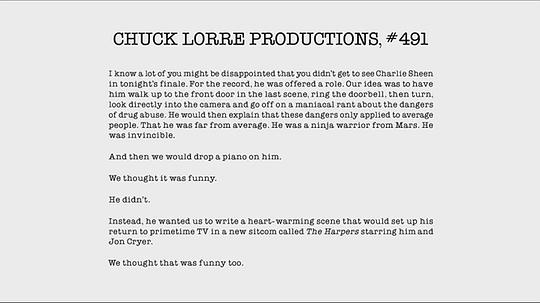 CHUCK LORRE PRODUCTIONS, #491
I know a lot of you might be disappointed that you didn't get to see Charlie Sheen
in tonight's finale. For the record, he was offered a role. Our idea was to have
him walk up to the front door in the last scene, ring the doorbell, then turn,
look directly into the camera and go off on a maniacal rant about the dangers
of drug abuse. He would then explain that these dangers only applied to average
people. That he was far from average. He was a ninja warrior from Mars. He
was invincible.
And then we would drop a piano on him.
We thought it was funny.
He didn't.
Instead, he wanted us to write a heart-warming scene that would set up his
return to primetime TV in a new sitcom called The Harpers starring him and
Jon Cryer.
We thought that was funny too.